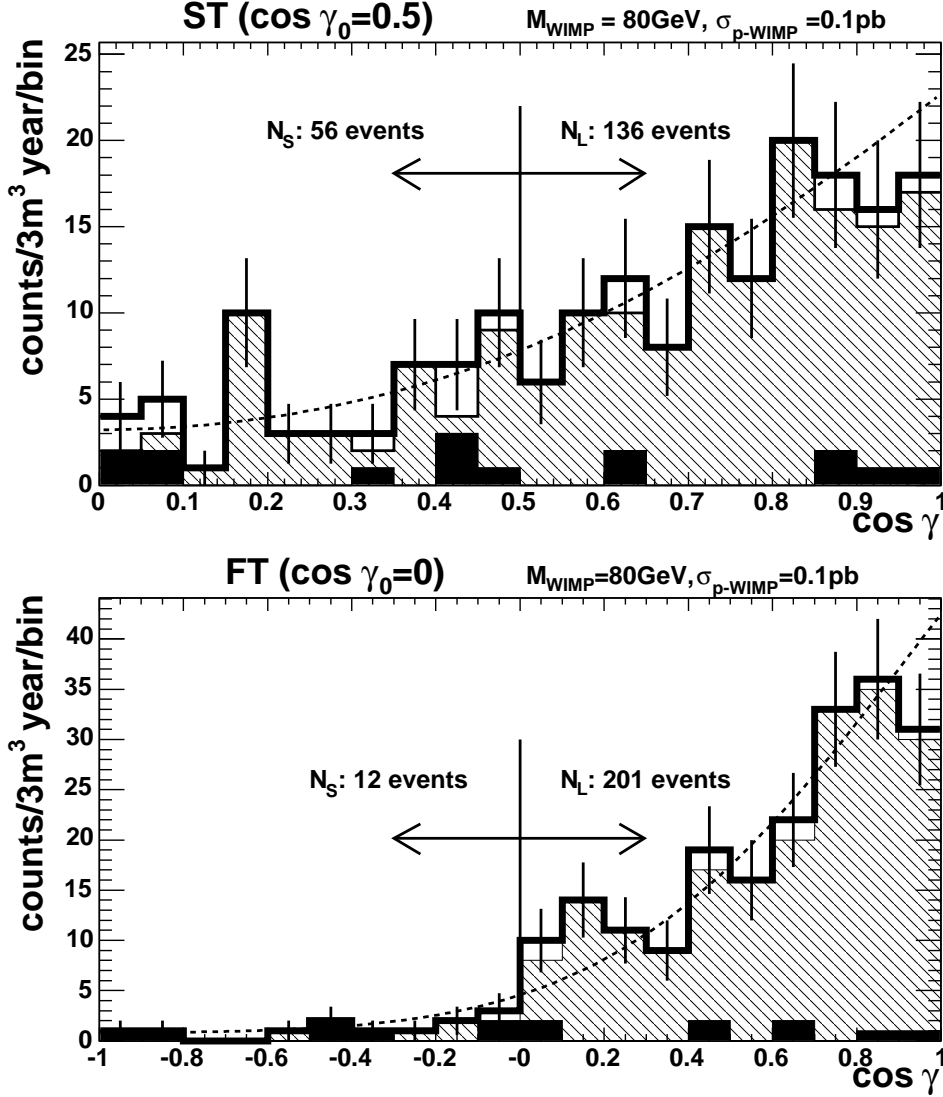 ST (cos γ0=0.5) MWIMP = 80GeV, σp-WIMP =0.1pb
counts/3m3 year/bin
25
20
15
10
5
0
NS: 56 events NL: 136 events
0 0.1 0.2 0.3 0.4 0.5 0.6 0.7 0.8 0.9 1
cos γ
FT (cos γ0=0) MWIMP=80GeV, σp-WIMP=0.1pb
counts/3m3 year/bin
40
35
30
25
20
15
10
5
0
NS: 12 events NL: 201 events
-1 -0.8 -0.6 -0.4 -0.2 -0 0.2 0.4 0.6 0.8 1
cos γ